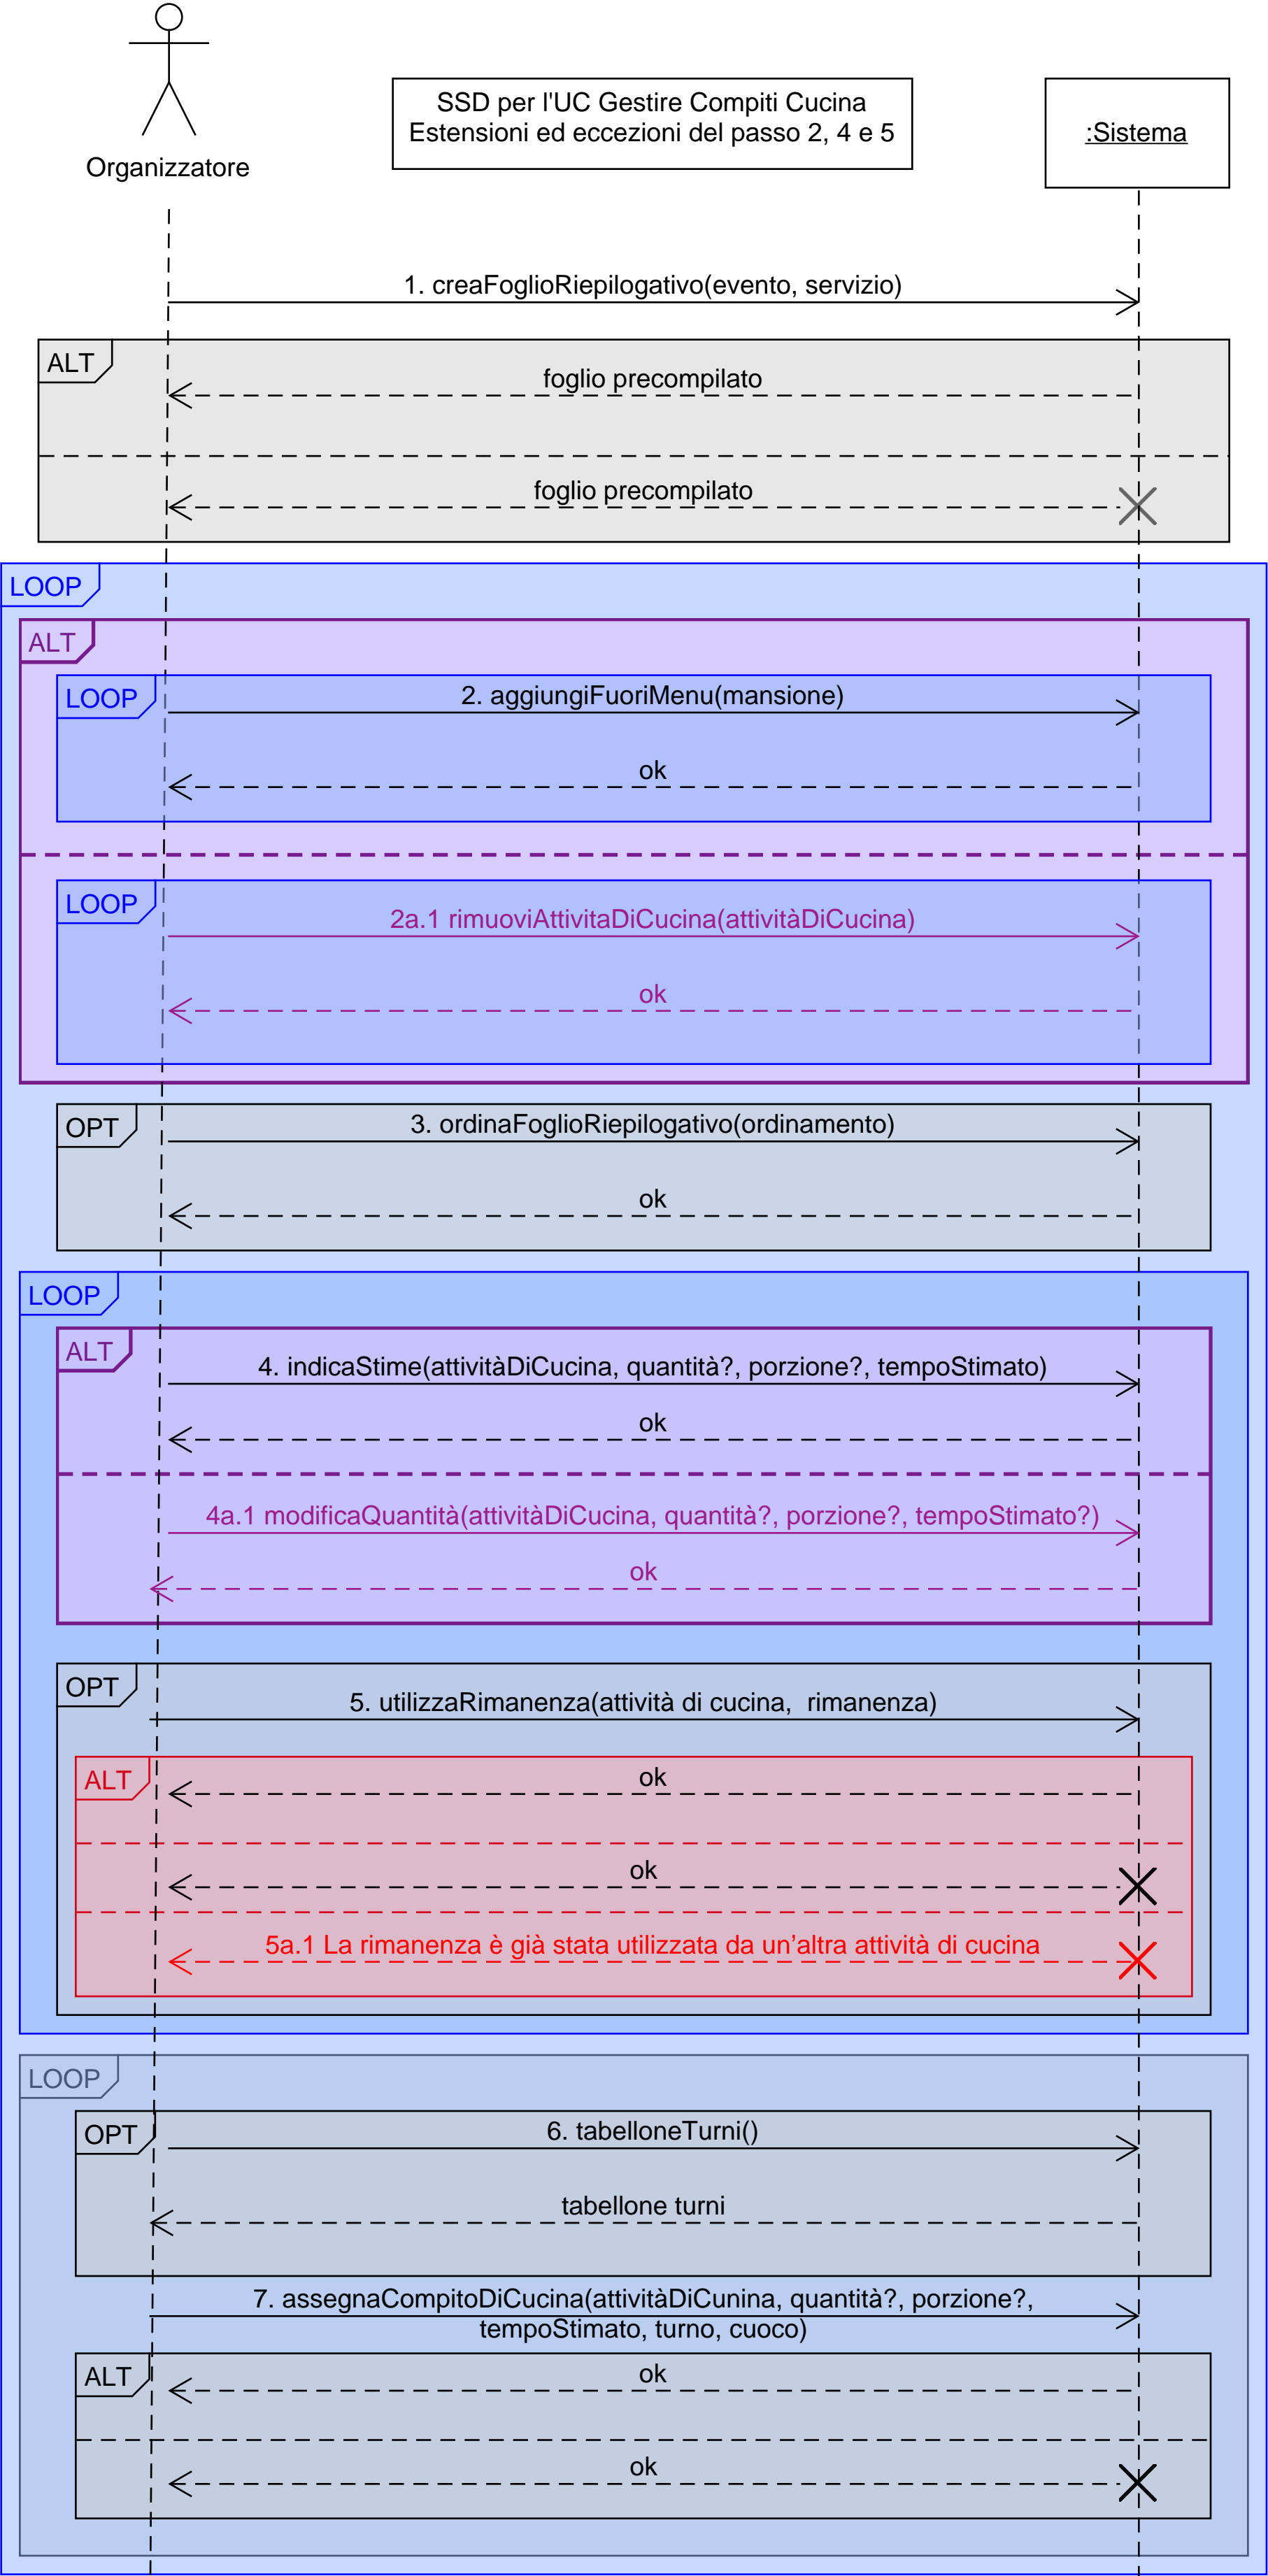 Organizzatore
SSD per l'UC Gestire Compiti Cucina
Estensioni ed eccezioni del passo 2, 4 e 5
:Sistema
1. creaFoglioRiepilogativo(evento, servizio)
ALT
foglio precompilato
foglio precompilato
LOOP
ALT
LOOP
2. aggiungiFuoriMenu(mansione)
ok
LOOP
2a.1 rimuoviAttivitaDiCucina(attivitàDiCucina)
ok
OPT
3. ordinaFoglioRiepilogativo(ordinamento)
ok
LOOP
ALT
4. indicaStime(attivitàDiCucina, quantità?, porzione?, tempoStimato)
ok
4a.1 modificaQuantità(attivitàDiCucina, quantità?, porzione?, tempoStimato?)
ok
OPT
5. utilizzaRimanenza(attività di cucina,  rimanenza)
ALT
ok
ok
5a.1 La rimanenza è già stata utilizzata da un’altra attività di cucina
LOOP
OPT
6. tabelloneTurni()
tabellone turni
7. assegnaCompitoDiCucina(attivitàDiCunina, quantità?, porzione?,
tempoStimato, turno, cuoco)
ALT
ok
ok